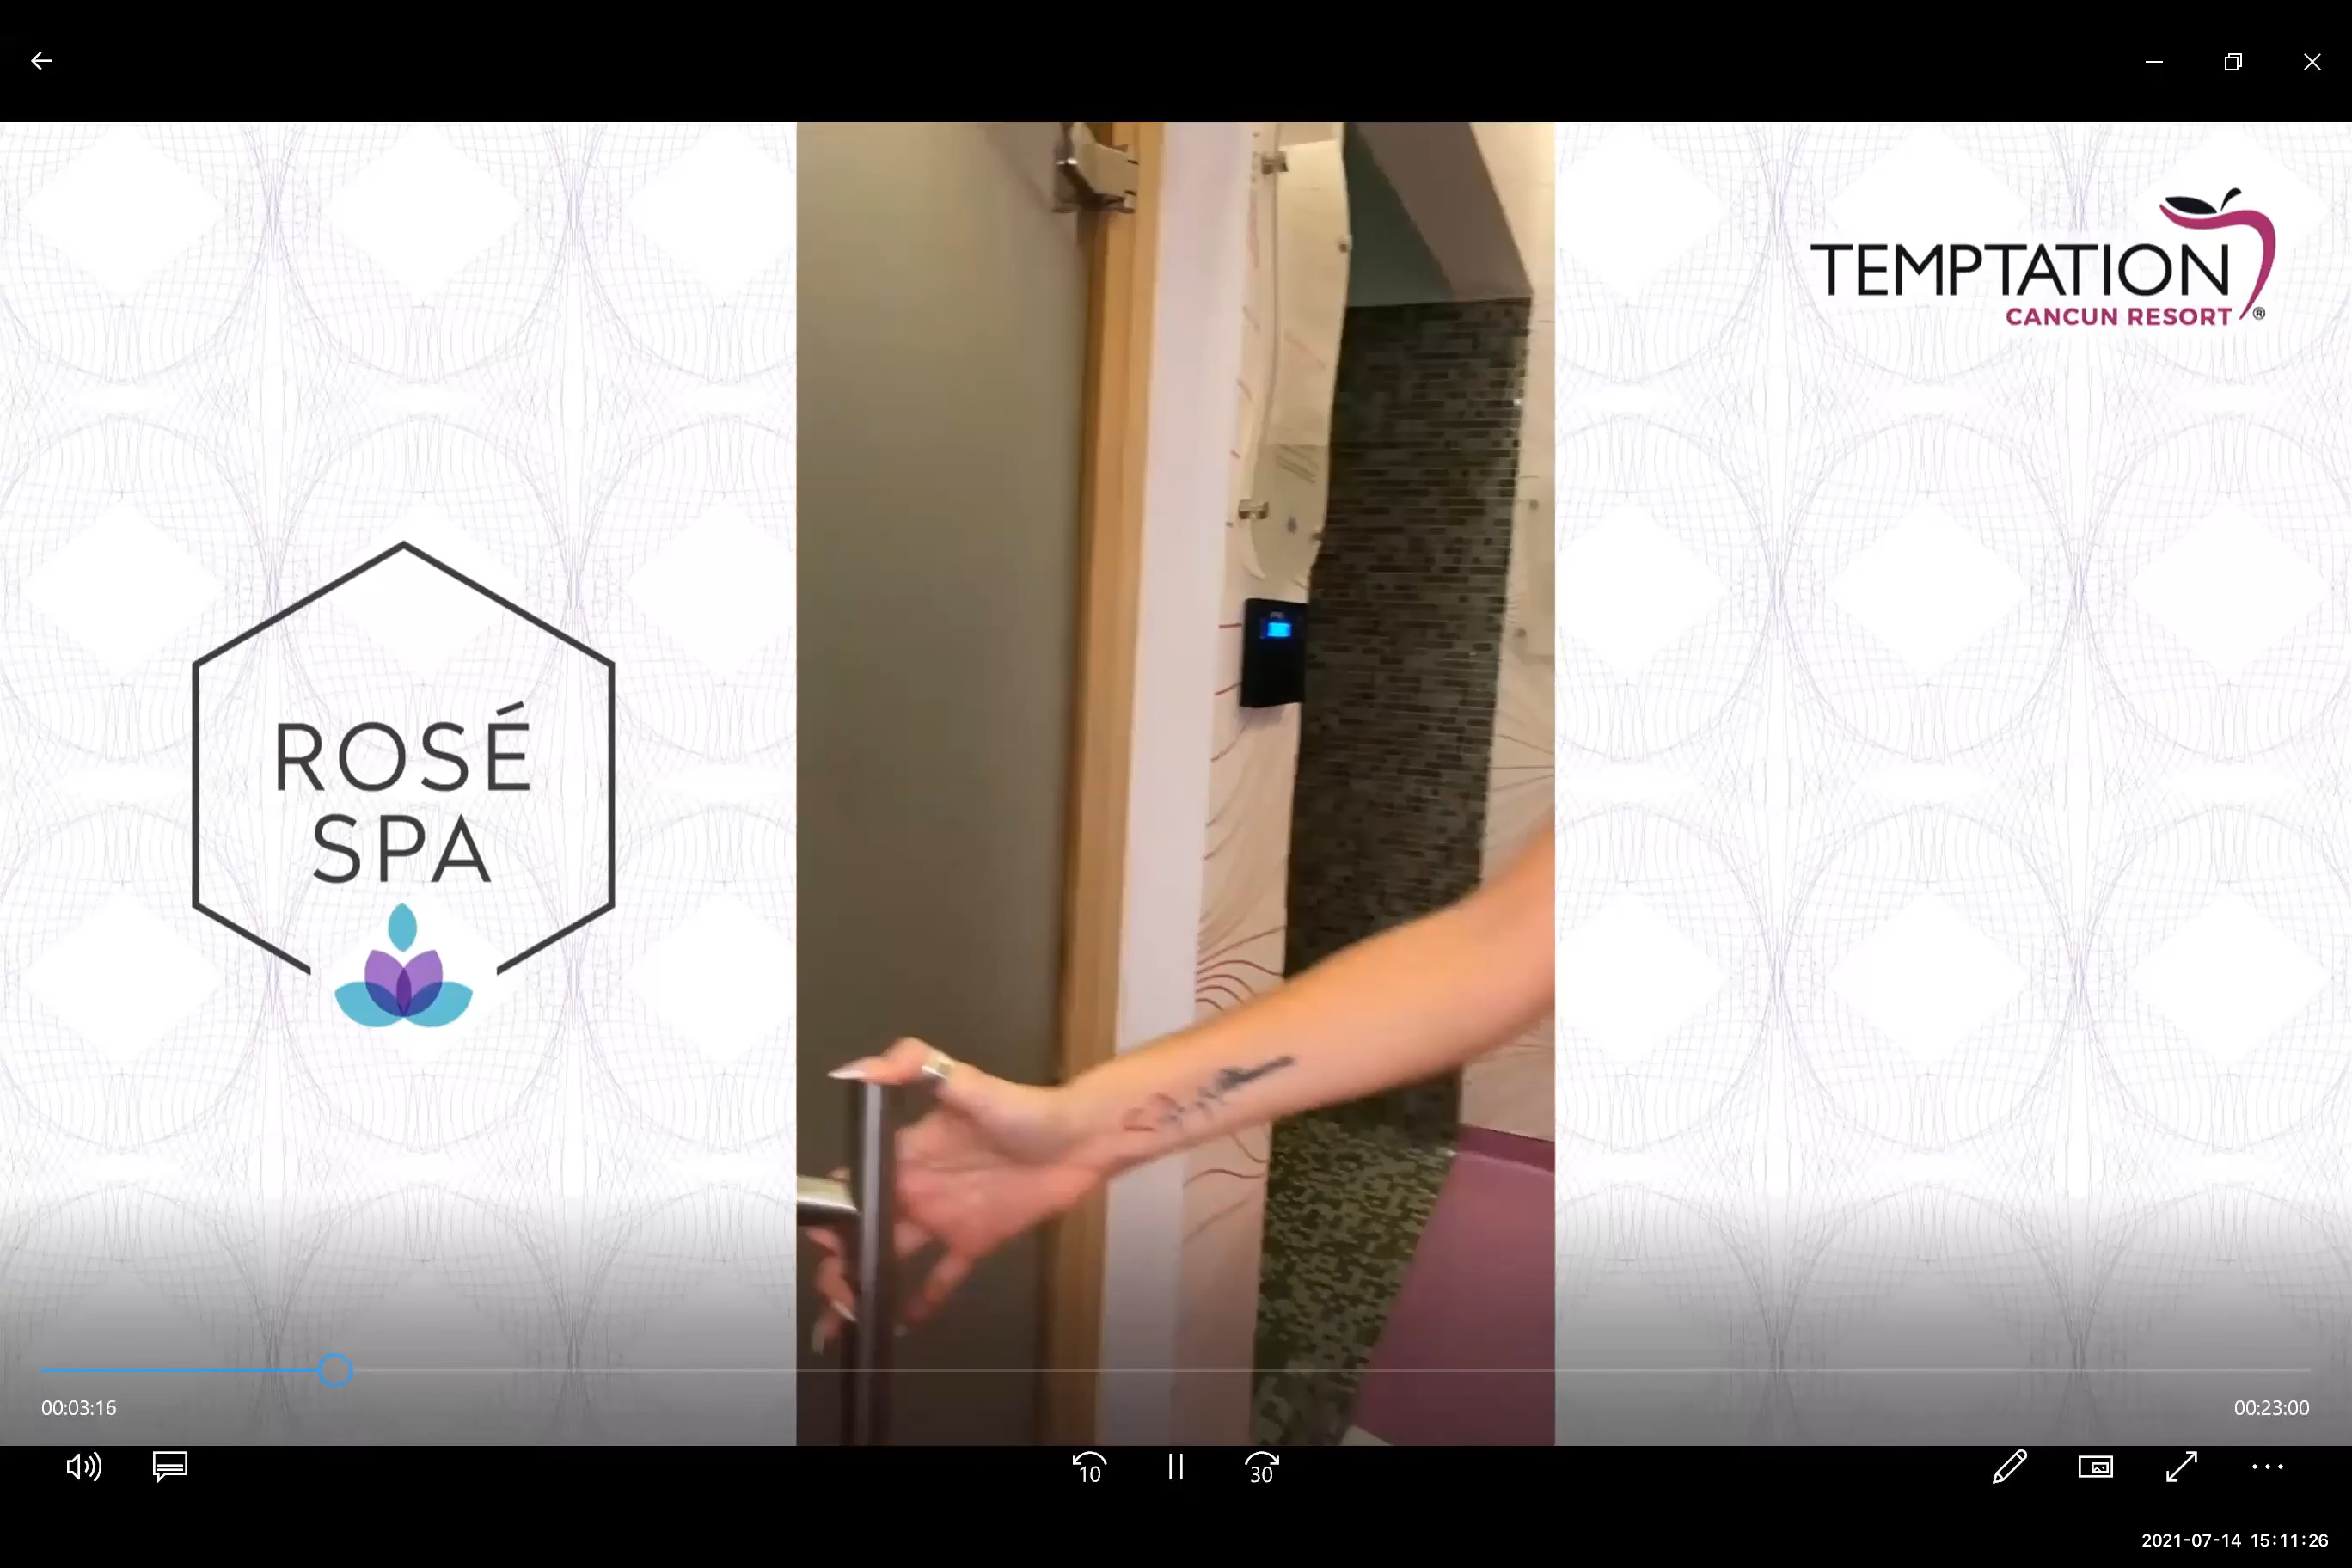 TEMPTATION
CANCUN RESORT ®
ROSÉ
SPA
00:03:16
00:23:00
10
30
2021-07-14 15:11:26